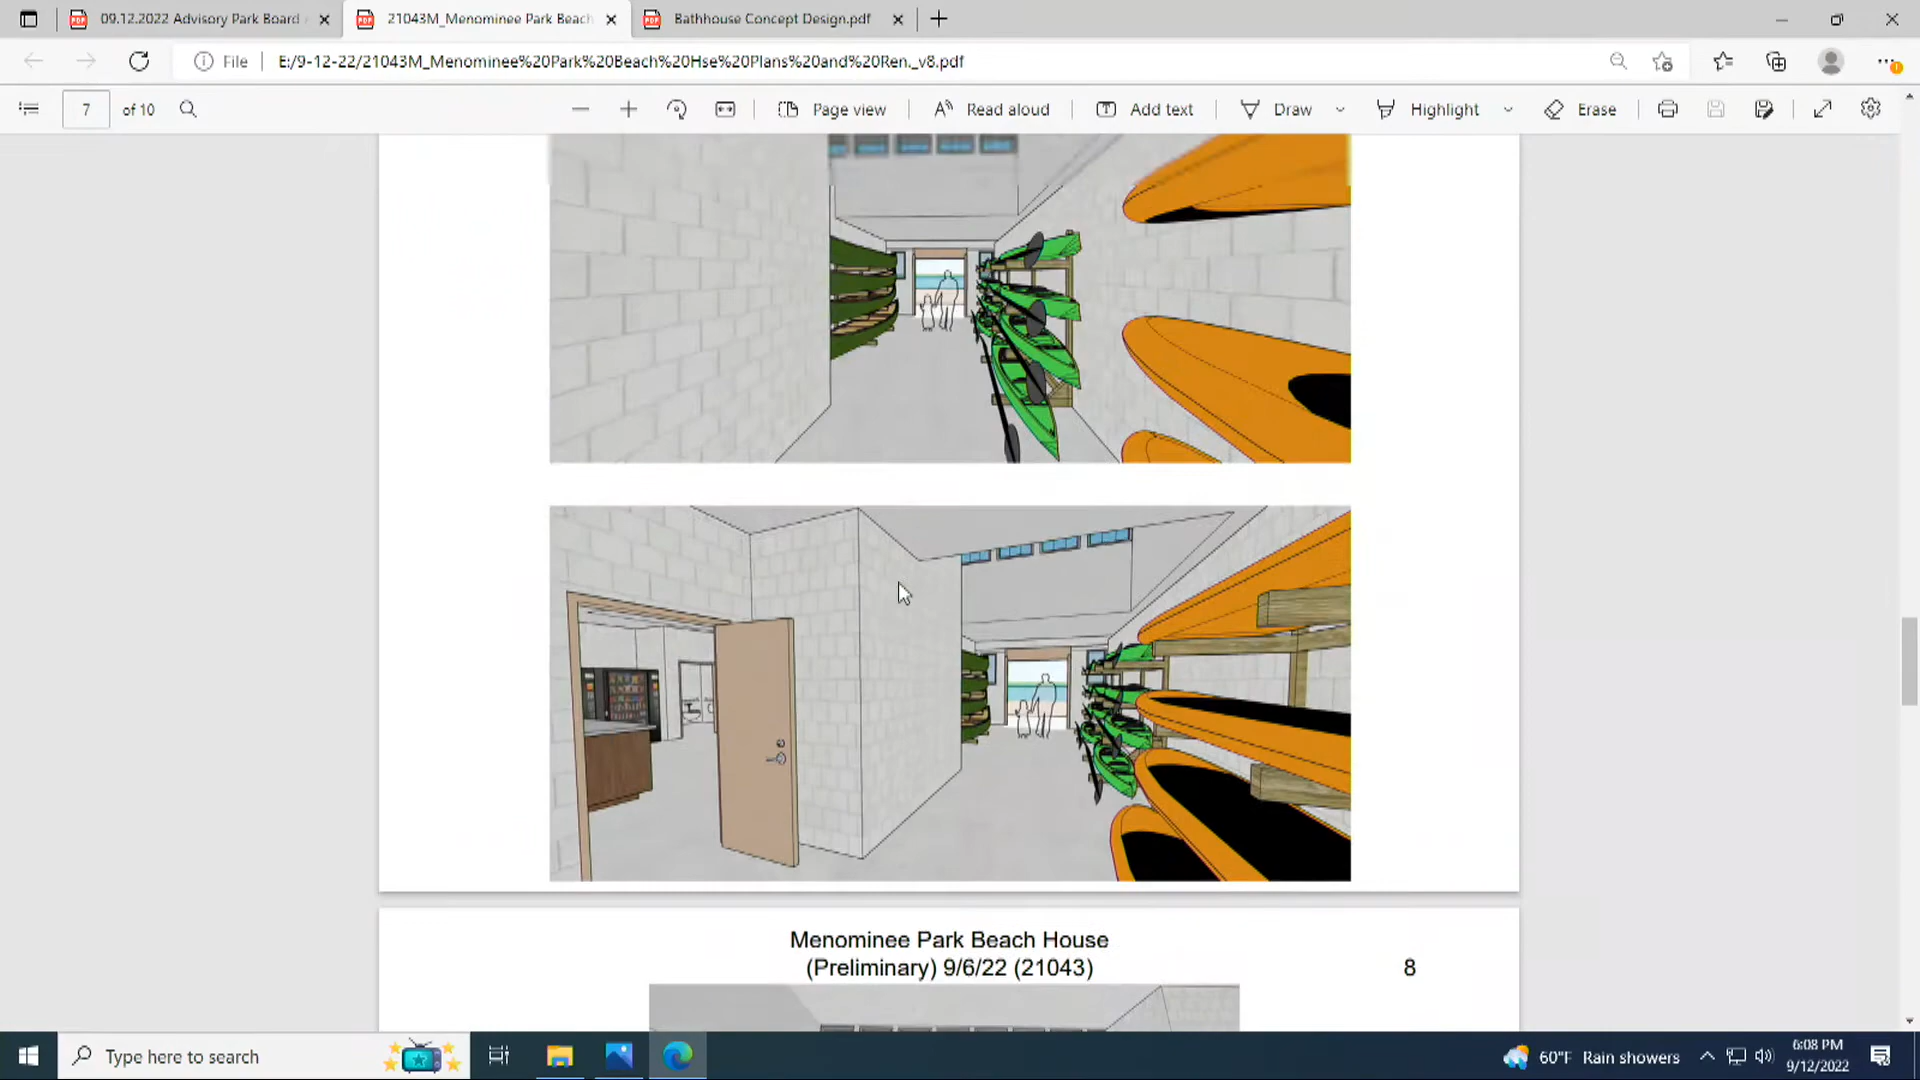 09.12.2022 Advisory Park Board
21043M_Menominee Park Beach
Bathhouse Concept Design.pdf
File
E:/9-12-22/21043M_Menominee%20Park%20Beach%20Hse%20Plans%20and%20Ren._v8.pdf
7 of 10
Page view
Read aloud
Add text
Draw
Highlight
Erase
Menominee Park Beach House
(Preliminary) 9/6/22 (21043)
8
Type here to search
60°F Rain showers
6:08 PM
9/12/2022